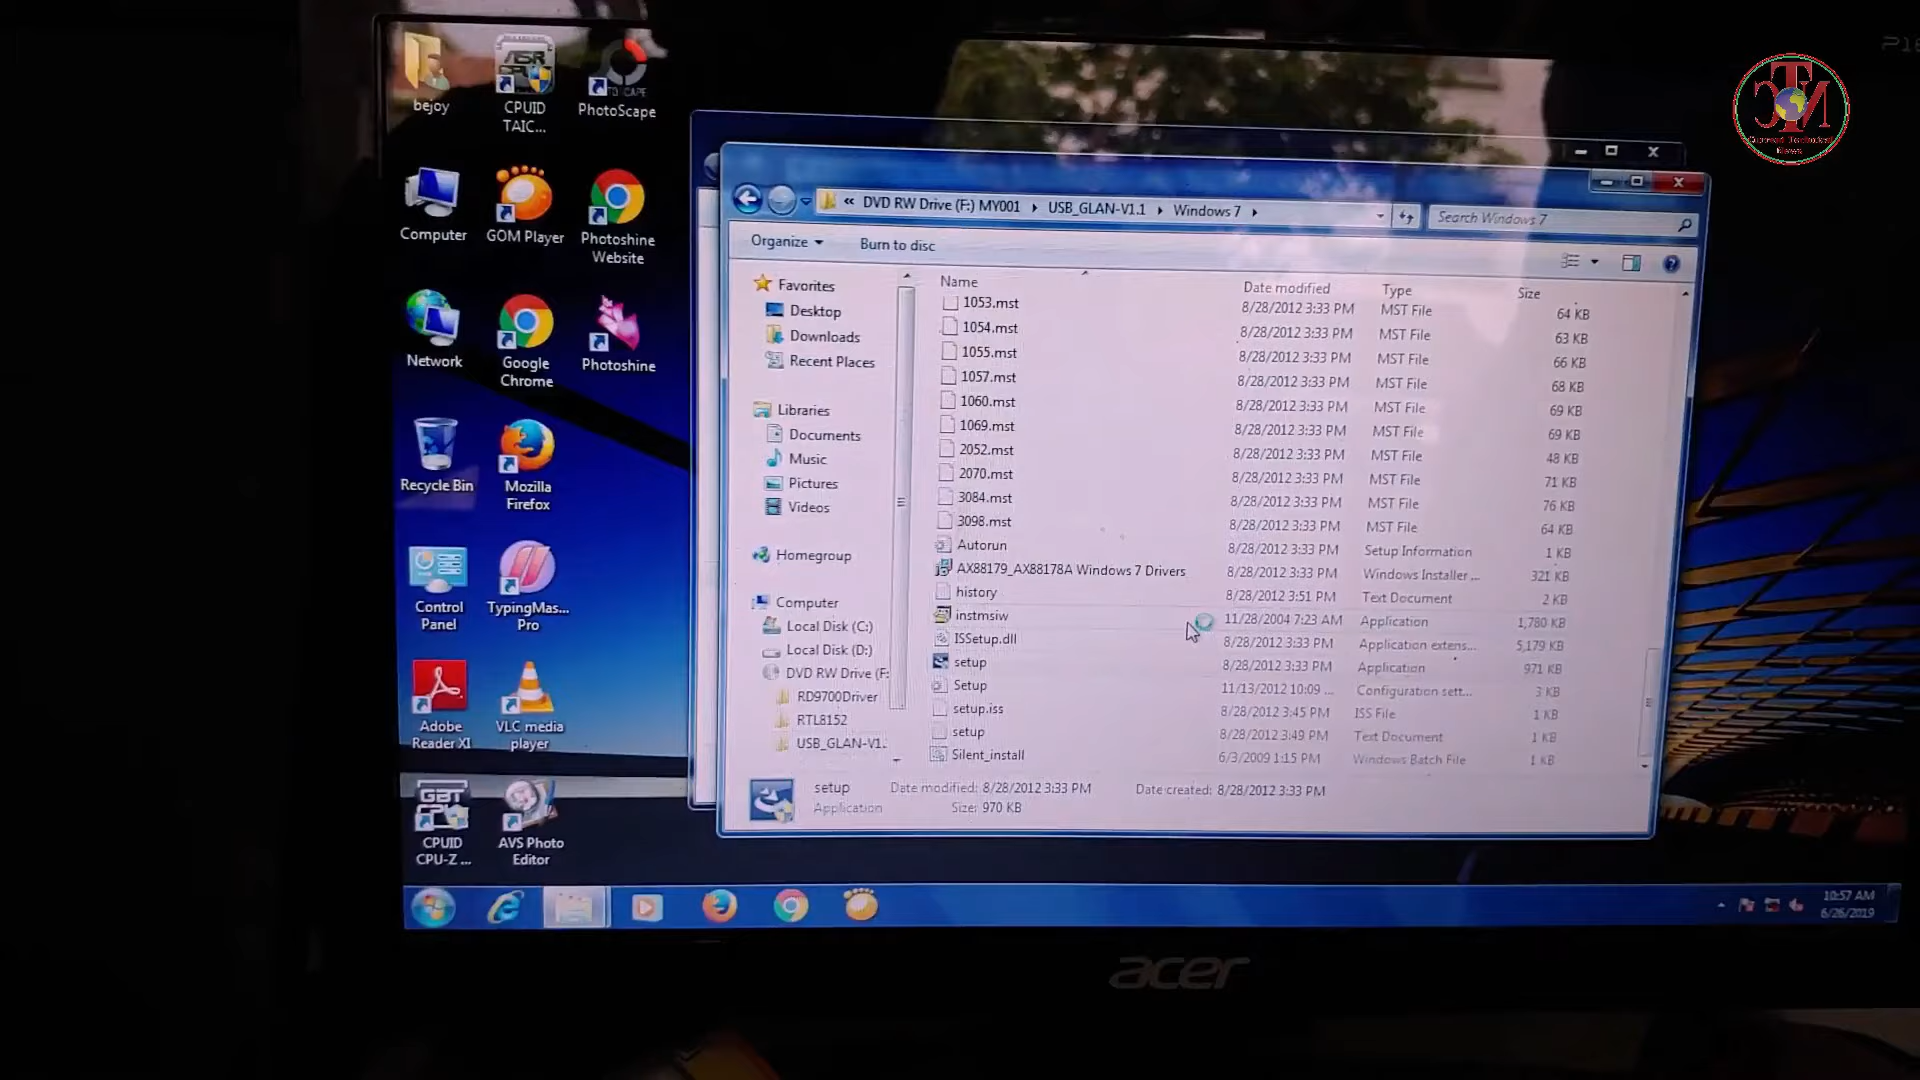 bejoy
CPUID
TAIC...
PhotoScape
Computer
GOM Player
Photoshine
Website
Network
Google
Chrome
Photoshine
Recycle Bin
Mozilla
Firefox
Control
Panel
TypingMas...
Pro
Adobe
Reader XI
VLC media
player
CPUID
CPU-Z ...
AVS Photo
Editor
« DVD RW Drive (F:) MY001 ▸ USB_GLAN-V1.1 ▸ Windows 7 ▸
Search Windows 7
Organize
Burn to disc
Favorites
Desktop
Downloads
Recent Places
Libraries
Documents
Music
Pictures
Videos
Homegroup
Computer
Local Disk (C:)
Local Disk (D:)
DVD RW Drive (F:
RD9700Driver
RTL8152
USB_GLAN-V1.
Name Date modified Type Size
1053.mst 8/28/2012 3:33 PM MST File 64 KB
1054.mst 8/28/2012 3:33 PM MST File 63 KB
1055.mst 8/28/2012 3:33 PM MST File 66 KB
1057.mst 8/28/2012 3:33 PM MST File 68 KB
1060.mst 8/28/2012 3:33 PM MST File 69 KB
1069.mst 8/28/2012 3:33 PM MST File 69 KB
2052.mst 8/28/2012 3:33 PM MST File 48 KB
2070.mst 8/28/2012 3:33 PM MST File 71 KB
3084.mst 8/28/2012 3:33 PM MST File 76 KB
3098.mst 8/28/2012 3:33 PM MST File 64 KB
Autorun 8/28/2012 3:33 PM Setup Information 1 KB
AX88179_AX88178A Windows 7 Drivers 8/28/2012 3:33 PM Windows Installer ... 321 KB
history 8/28/2012 3:51 PM Text Document 2 KB
instmsiw 11/28/2004 7:23 AM Application 1,780 KB
ISSetup.dll 8/28/2012 3:33 PM Application extens... 5,179 KB
setup 8/28/2012 3:33 PM Application 971 KB
Setup 11/13/2012 10:09 ... Configuration sett... 3 KB
setup.iss 8/28/2012 3:45 PM ISS File 1 KB
setup 8/28/2012 3:49 PM Text Document 1 KB
Silent_install 6/3/2009 1:15 PM Windows Batch File 1 KB
setup Date modified: 8/28/2012 3:33 PM Date created: 8/28/2012 3:33 PM
Application Size: 970 KB
10:57 AM
6/26/2019
acer